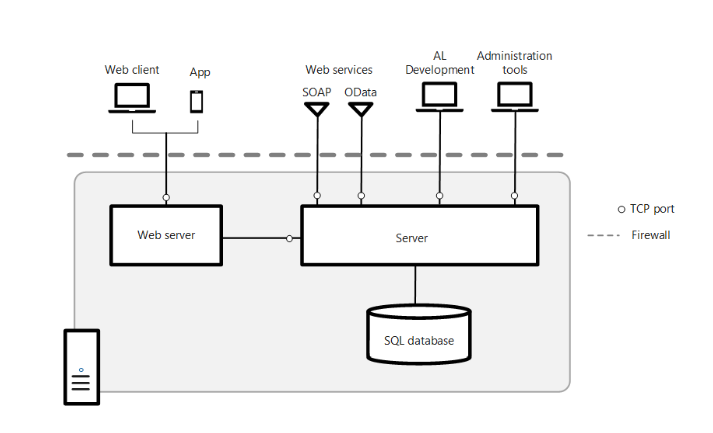 Web client
App
Web services
SOAP
OData
AL
Development
Administration
tools
Web server
Server
SQL database
TCP port
Firewall